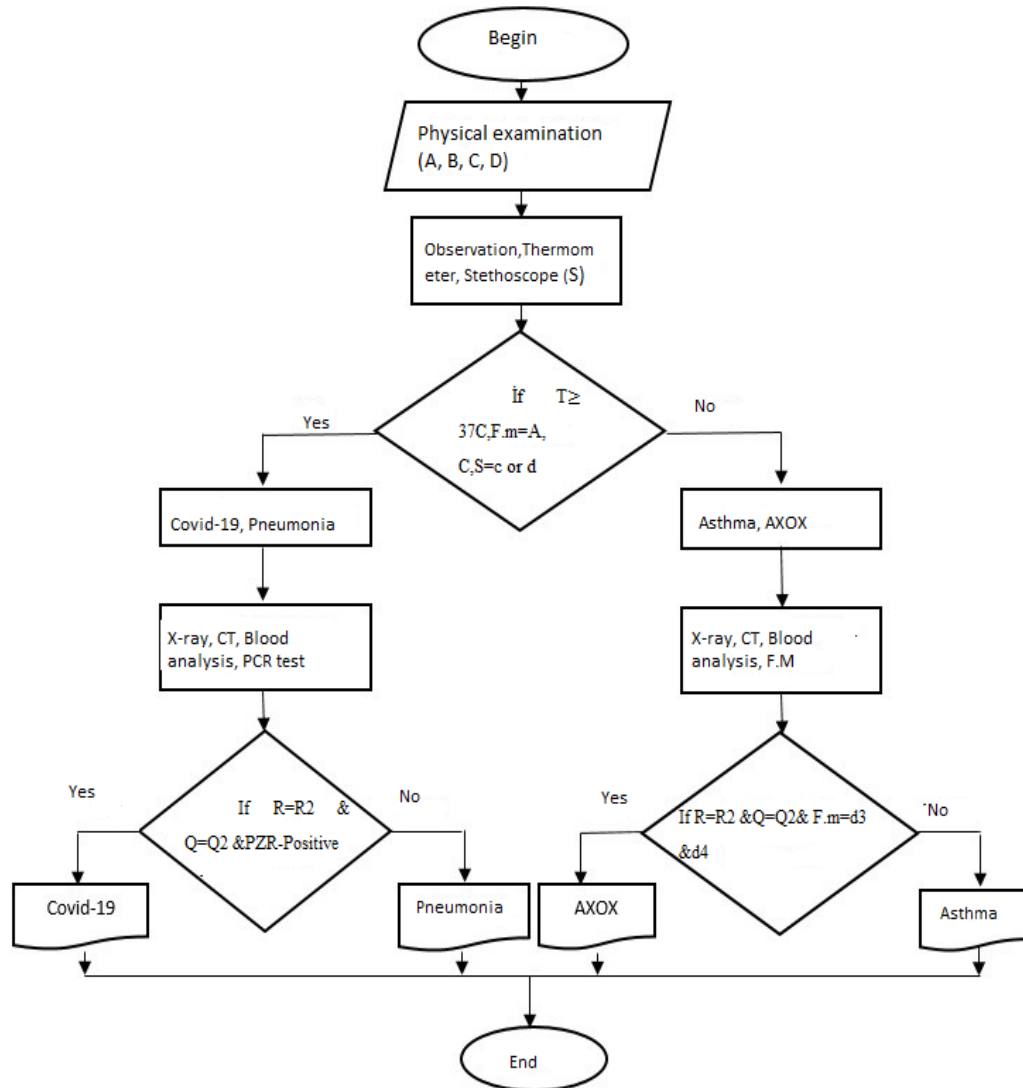 Begin
Physical examination
(A, B, C, D)
Observation,Thermom
eter, Stethoscope (S)
İf T≥
37C,F.m=A,
C,S=c or d
Yes
No
Covid-19, Pneumonia
Asthma, AXOX
X-ray, CT, Blood
analysis, PCR test
X-ray, CT, Blood
analysis, F.M
If R=R2 &
Q=Q2 &PZR-Positive
Yes
No
If R=R2 &Q=Q2& F.m=d3
&d4
Yes
No
Covid-19
Pneumonia
AXOX
Asthma
End